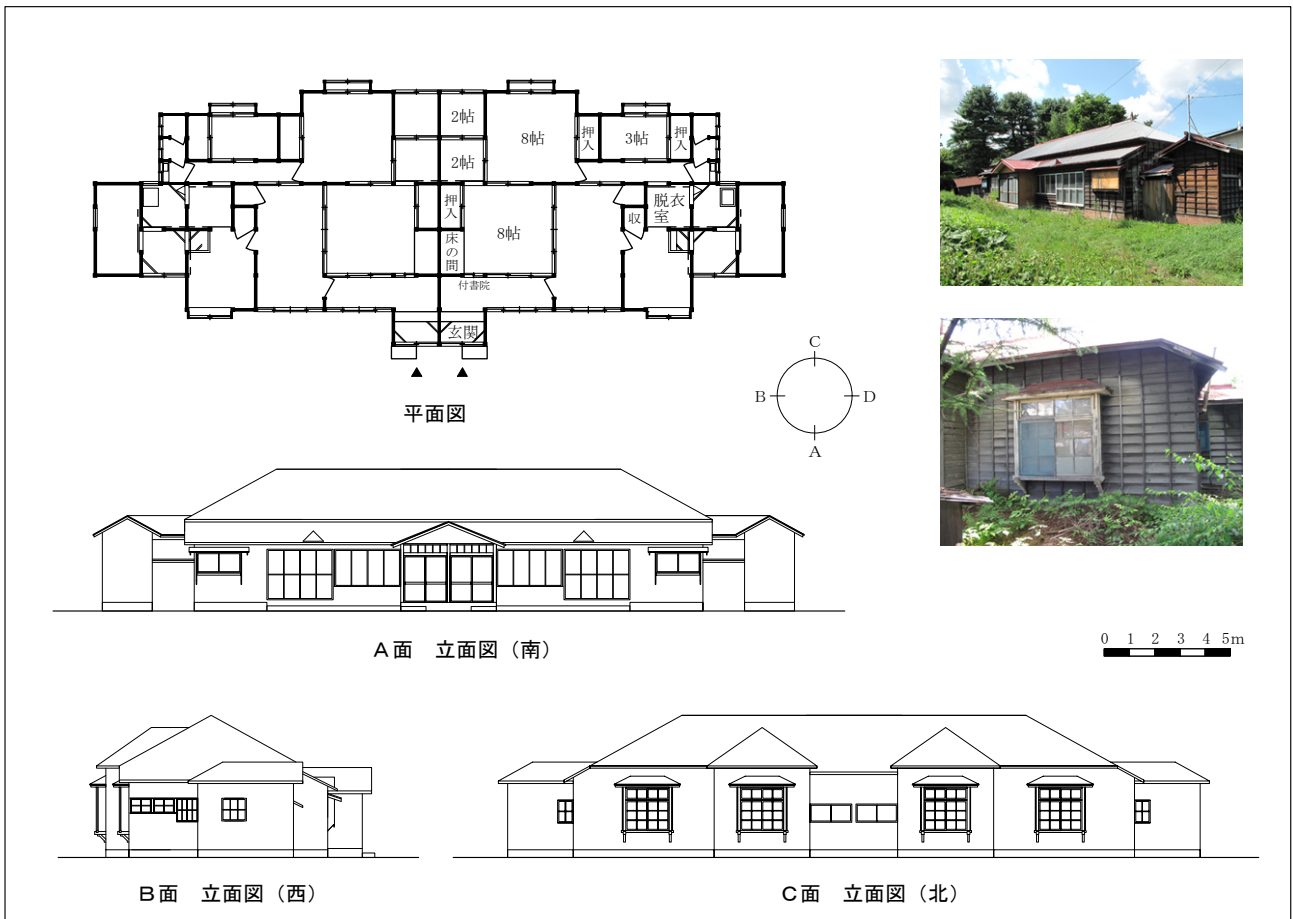 2帖
8帖
押入
3帖
押入
2帖
押入
脱衣室
収
床の間
8帖
付書院
玄関
▲ ▲
平面図
C
B D
A
A面 立面図（南）
0 1 2 3 4 5m
B面 立面図（西）
C面 立面図（北）